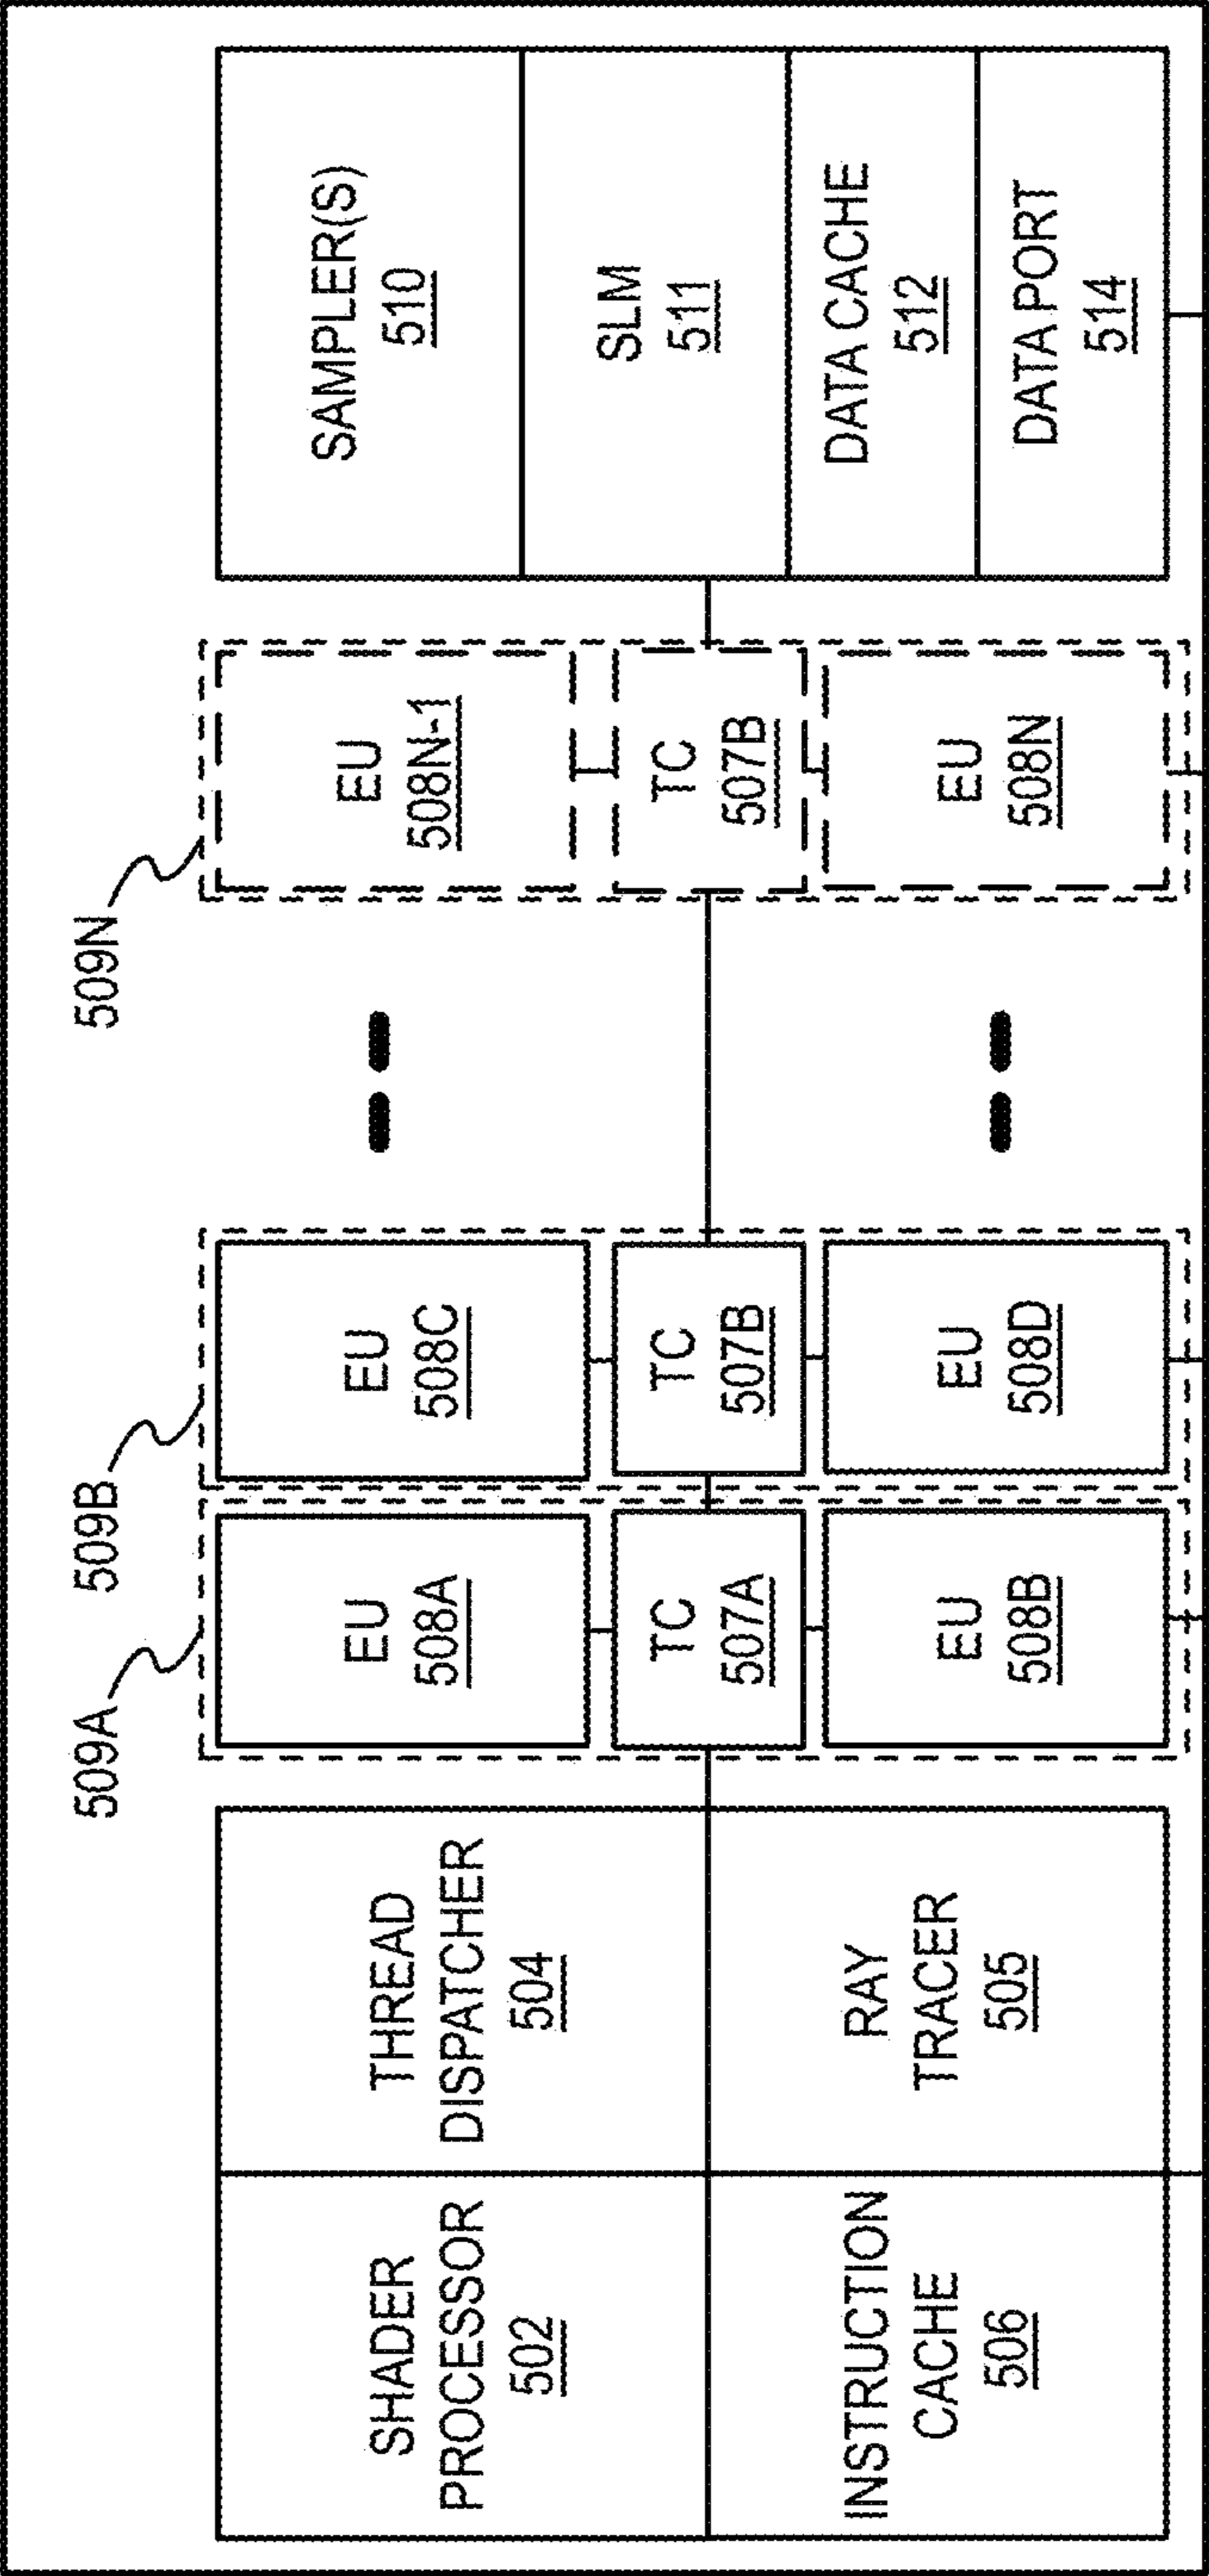 509A
509B
509N
SHADER
PROCESSOR
502
THREAD
DISPATCHER
504
INSTRUCTION
CACHE
506
RAY
TRACER
505
EU
508A
TC
507A
EU
508B
EU
508C
TC
507B
EU
508D
EU
508N-1
TC
507B
EU
508N
SAMPLER(S)
510
SLM
511
DATA CACHE
512
DATA PORT
514